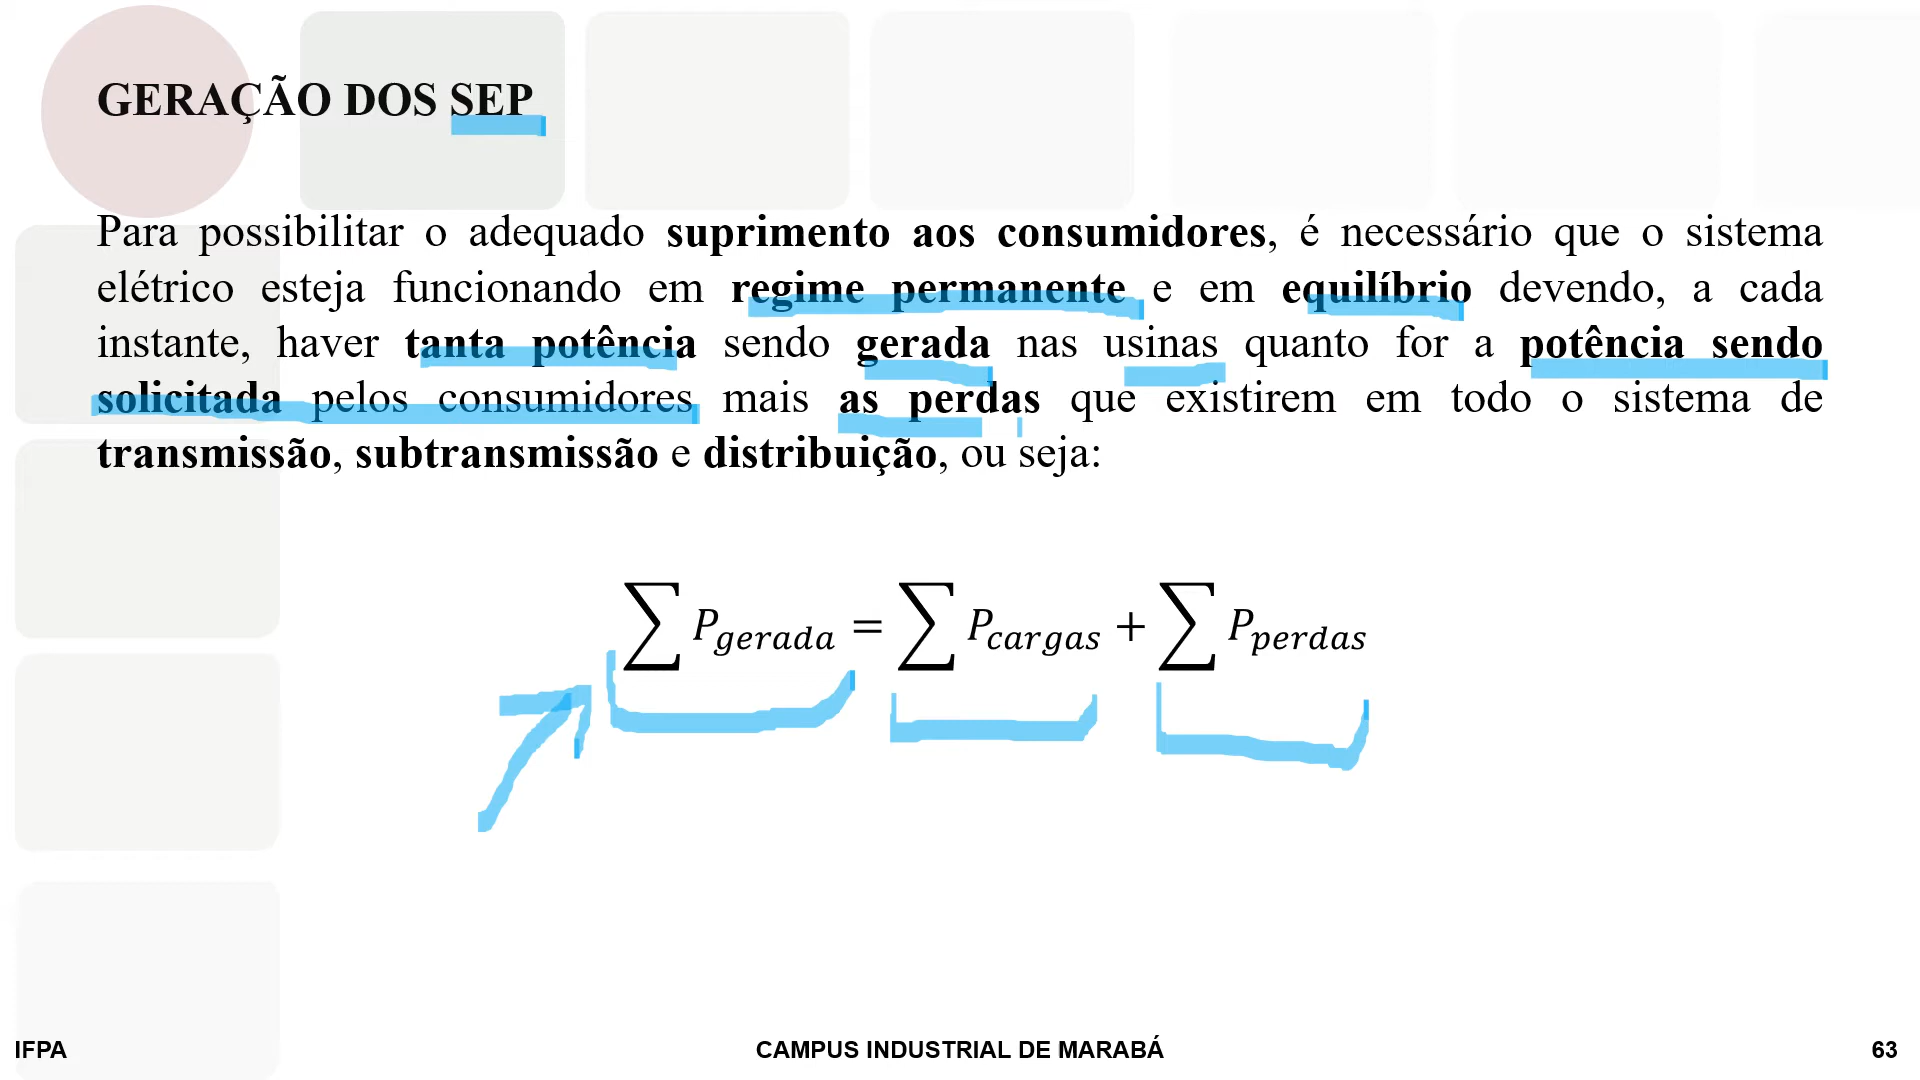 GERAÇÃO DOS SEP
Para possibilitar o adequado suprimento aos consumidores, é necessário que o sistema
elétrico esteja funcionando em regime permanente e em equilíbrio devendo, a cada
instante, haver tanta potência sendo gerada nas usinas quanto for a potência sendo
solicitada pelos consumidores mais as perdas que existirem em todo o sistema de
transmissão, subtransmissão e distribuição, ou seja:
∑ P_gerada = ∑ P_cargas + ∑ P_perdas
IFPA CAMPUS INDUSTRIAL DE MARABÁ 63